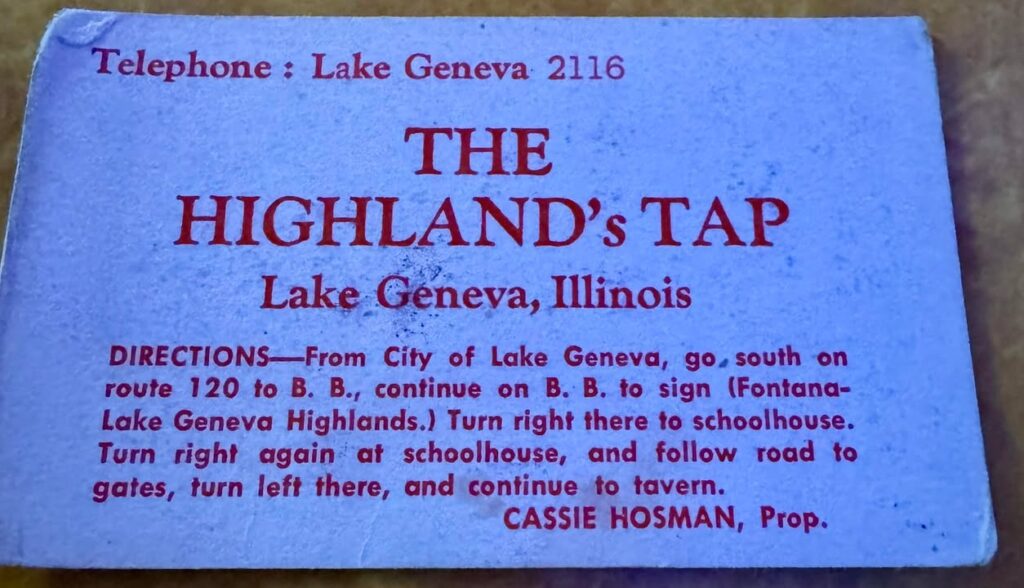 Telephone : Lake Geneva 2116
THE
HIGHLAND's TAP
Lake Geneva, Illinois
DIRECTIONS—From City of Lake Geneva, go south on
route 120 to B. B., continue on B. B. to sign (Fontana-
Lake Geneva Highlands.) Turn right there to schoolhouse.
Turn right again at schoolhouse, and follow road to
gates, turn left there, and continue to tavern.
CASSIE HOSMAN, Prop.